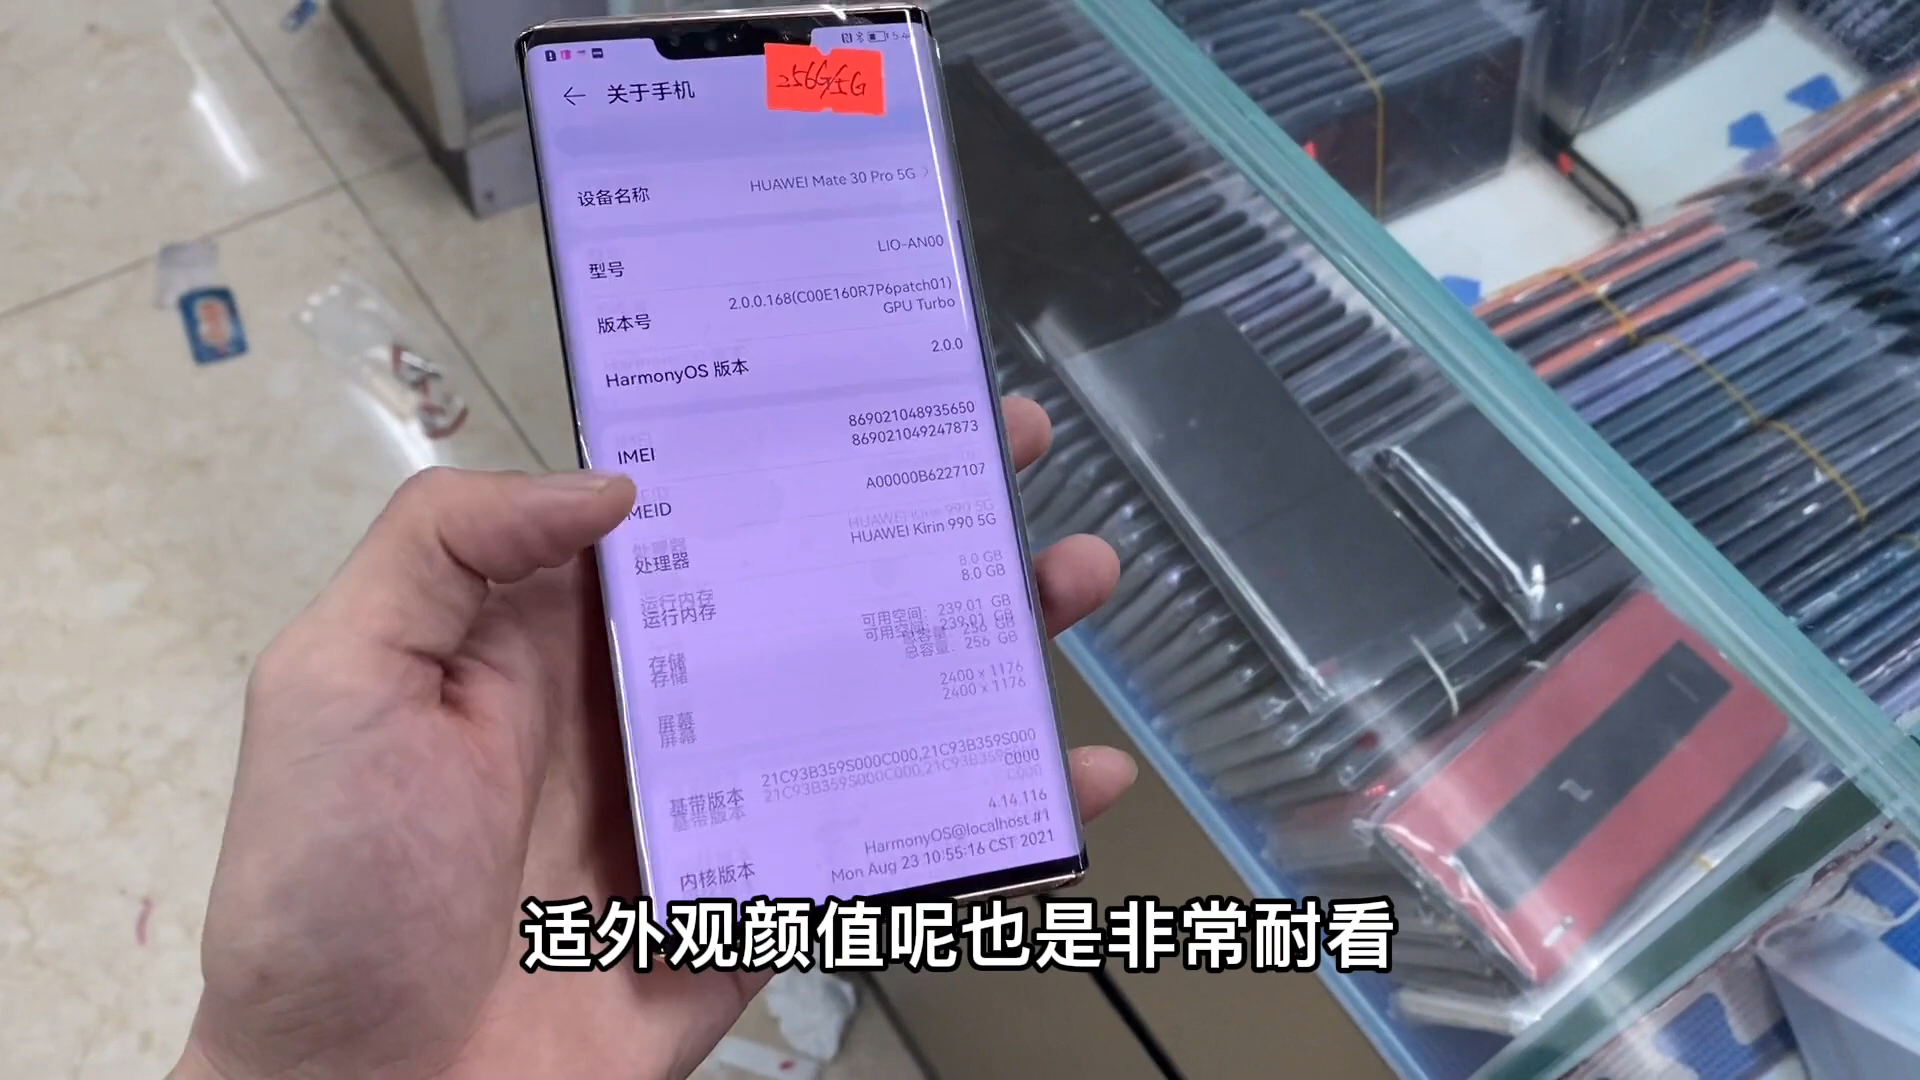 关于手机
256G/5G
设备名称
HUAWEI Mate 30 Pro 5G
型号
LIO-AN00
版本号
2.0.0.168(C00E160R7P6patch01)
GPU Turbo
HarmonyOS 版本
2.0.0
IMEI
869021048935650
869021049247873
MEID
A00000B6227107
处理器
HUAWEI Kirin 990 5G
运行内存
8.0 GB
存储
可用空间: 239.01 GB
总容量: 256 GB
屏幕
2400 x 1176
基带版本
21C93B359S000C000,21C93B359S000
C000
内核版本
4.14.116
HarmonyOS@localhost #1
Mon Aug 23 10:55:16 CST 2021
适外观颜值呢也是非常耐看